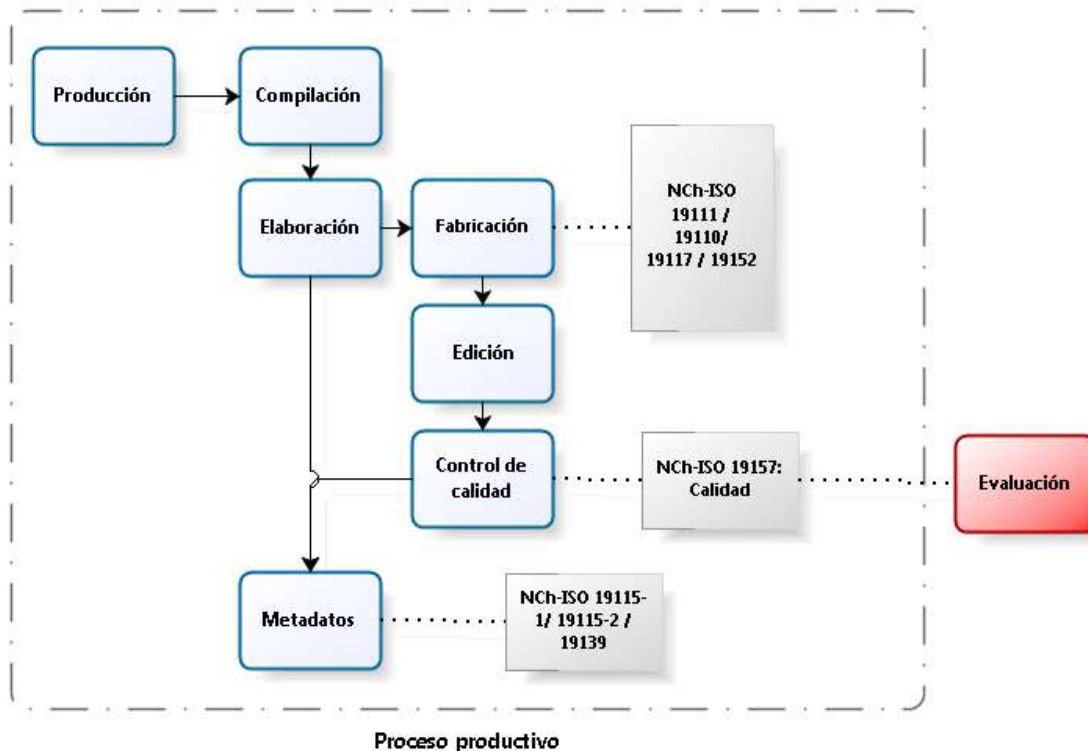 Producción
Compilación
Elaboración
Fabricación
NCh-ISO
19111 /
19110/
19117 / 19152
Edición
Control de
calidad
NCh-ISO 19157:
Calidad
Evaluación
Metadatos
NCh-ISO 19115-
1/ 19115-2 /
19139
Proceso productivo